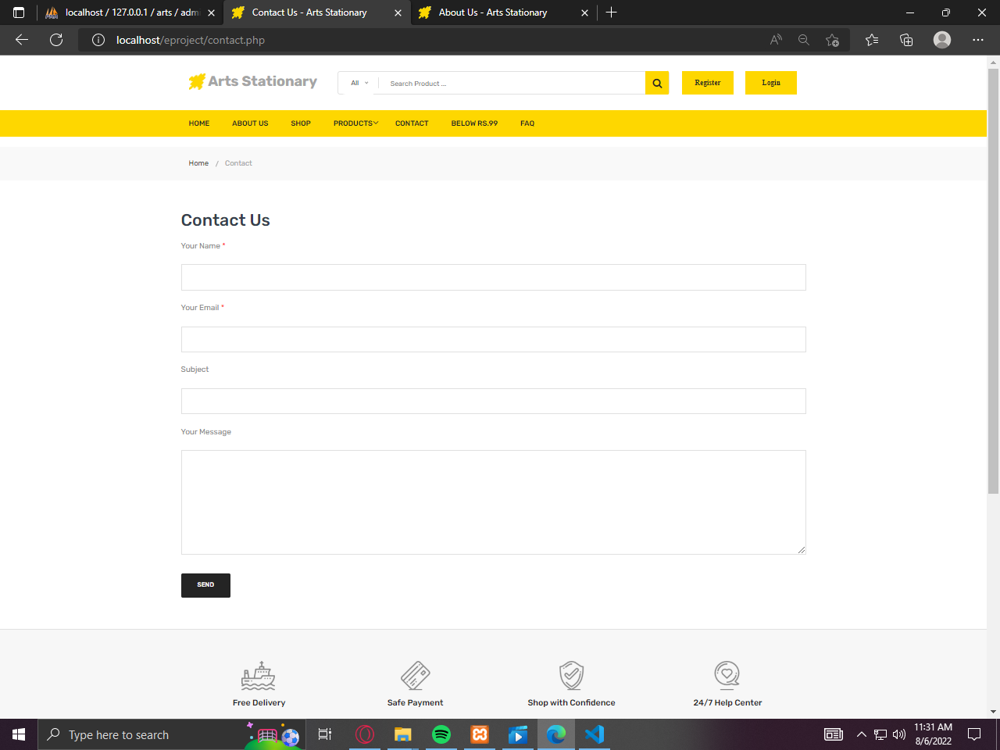 localhost / 127.0.0.1 / arts / admi
Contact Us - Arts Stationary
About Us - Arts Stationary
localhost/eproject/contact.php
Arts Stationary
All
Search Product ...
Register
Login
HOME
ABOUT US
SHOP
PRODUCTS
CONTACT
BELOW RS.99
FAQ
Home / Contact
Contact Us
Your Name *
Your Email *
Subject
Your Message
SEND
Free Delivery
Safe Payment
Shop with Confidence
24/7 Help Center
Type here to search
11:31 AM
8/6/2022